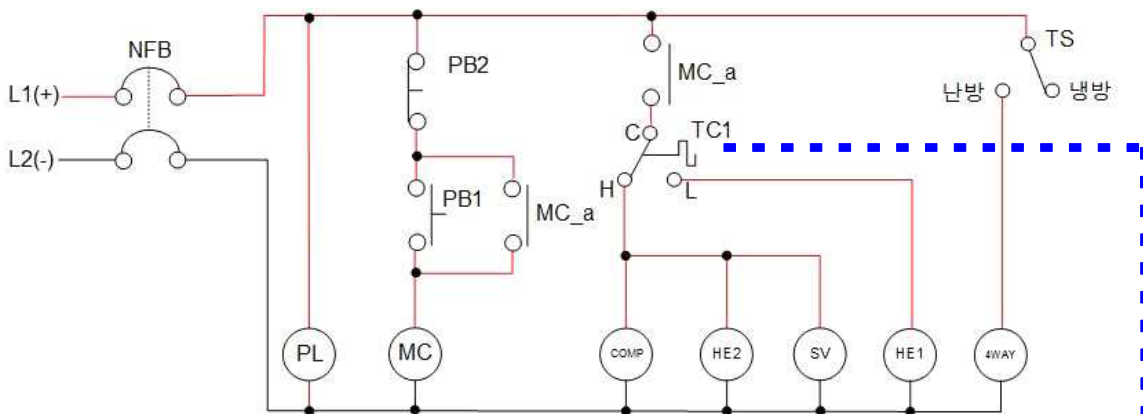 NFB
L1(+)
L2(-)
PB2
PB1
MC_a
MC_a
C
TC1
H
L
TS
난방
냉방
PL
MC
COMP
HE2
SV
HE1
4WAY